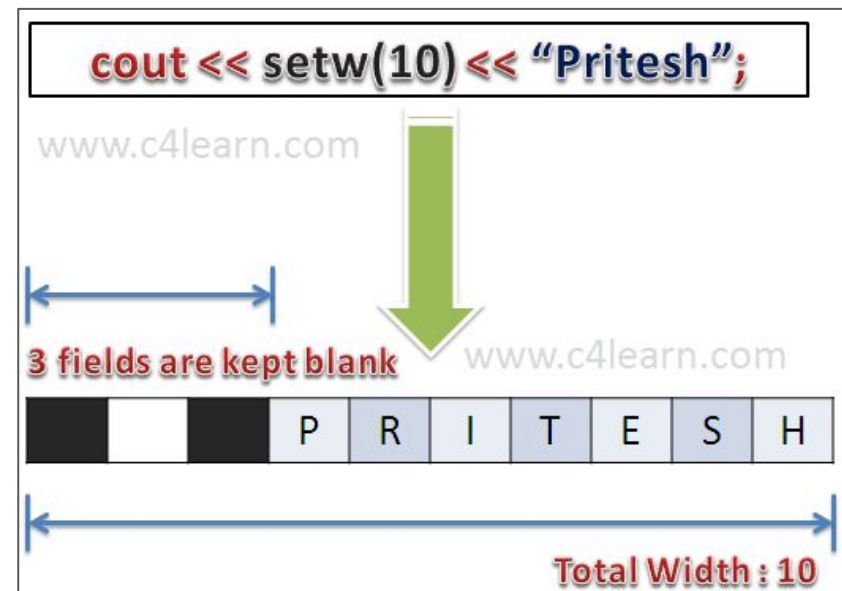 cout << setw(10) << “Pritesh”;
www.c4learn.com
3 fields are kept blank
www.c4learn.com
P R I T E S H
Total Width : 10